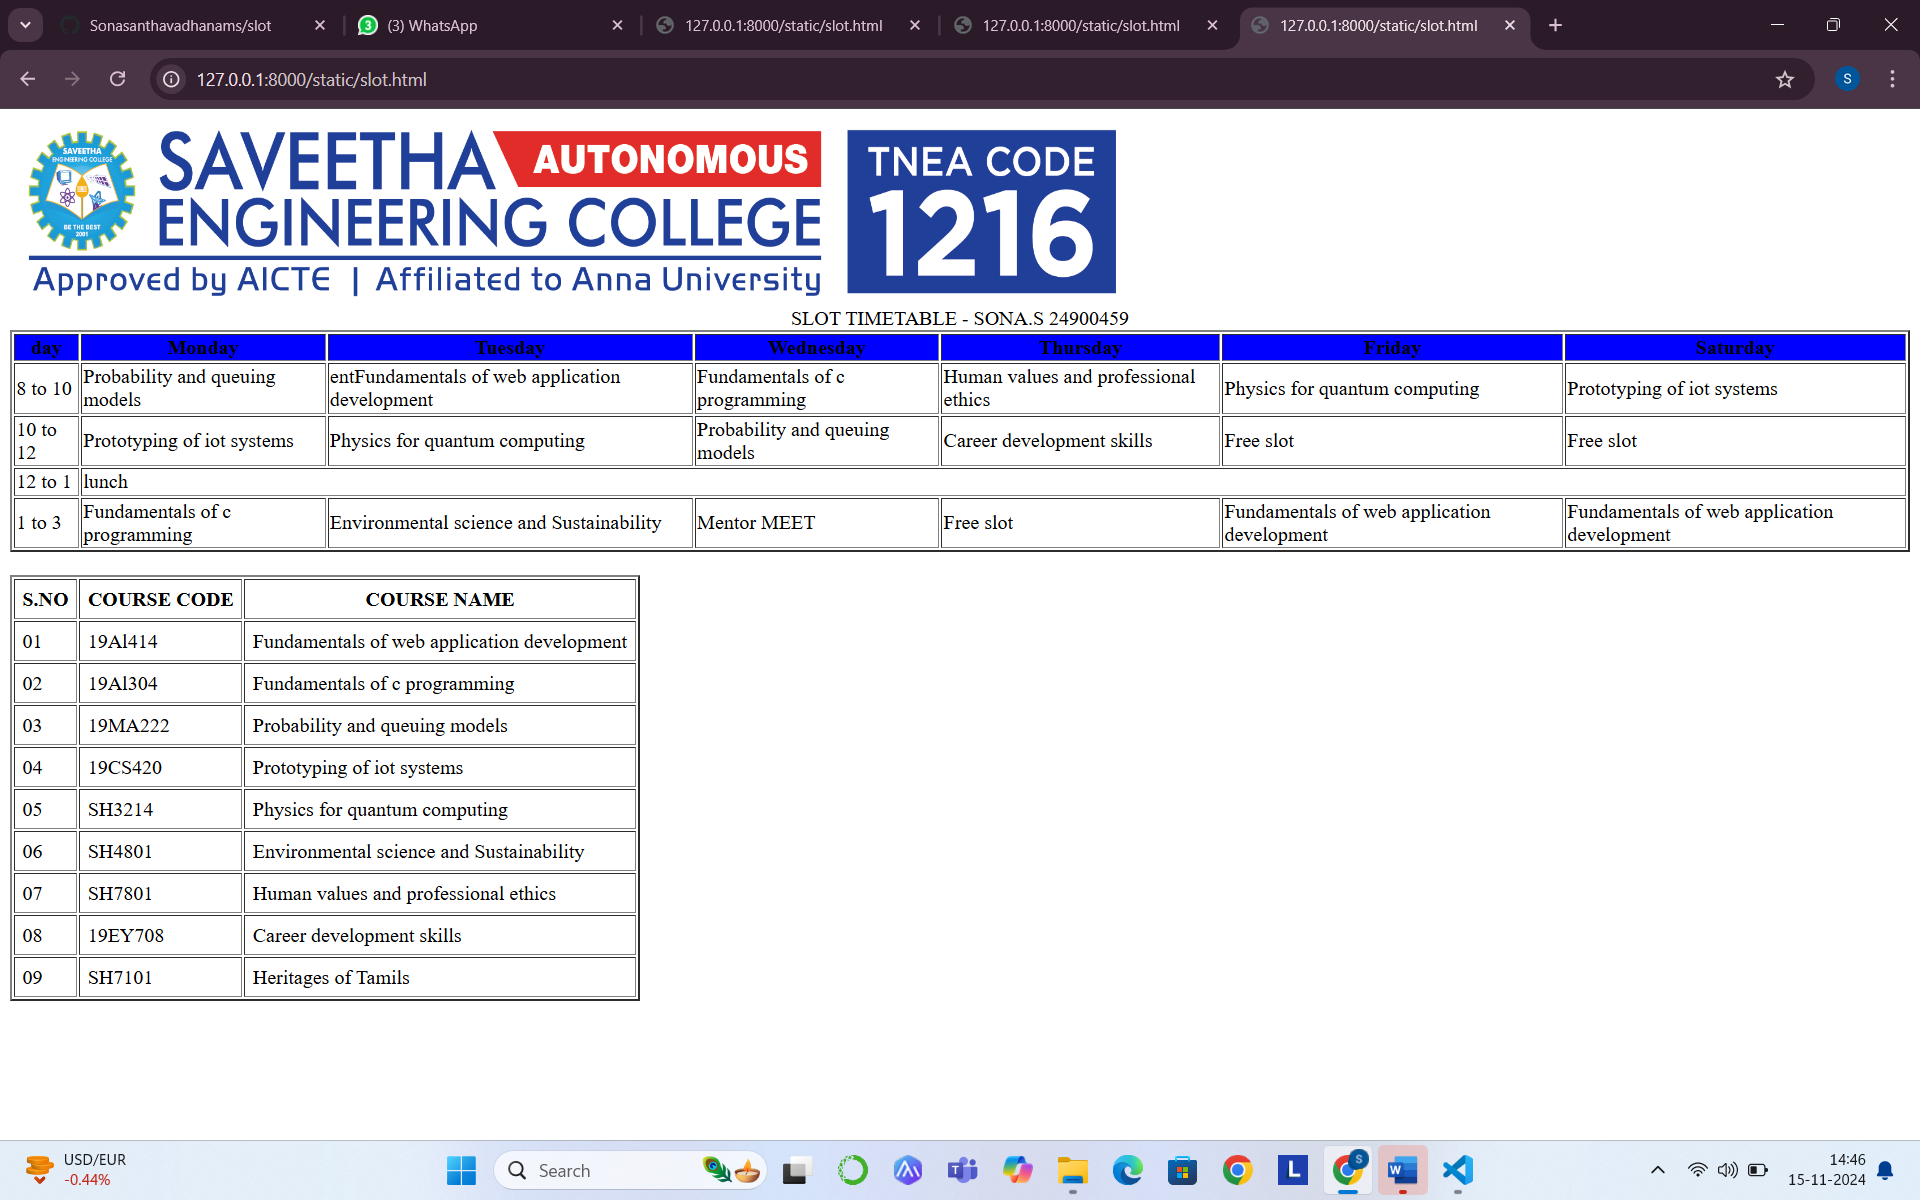 Sonasanthavadhanams/slot
(3) WhatsApp
127.0.0.1:8000/static/slot.html
127.0.0.1:8000/static/slot.html
127.0.0.1:8000/static/slot.html
127.0.0.1:8000/static/slot.html
S
SAVEETHA
ENGINEERING COLLEGE
BE THE BEST
2001
SAVEETHA AUTONOMOUS
ENGINEERING COLLEGE
Approved by AICTE | Affiliated to Anna University
TNEA CODE
1216
SLOT TIMETABLE - SONA.S 24900459
day Monday Tuesday Wednesday Thursday Friday Saturday
8 to 10 Probability and queuing models entFundamentals of web application development Fundamentals of c programming Human values and professional ethics Physics for quantum computing Prototyping of iot systems
10 to 12 Prototyping of iot systems Physics for quantum computing Probability and queuing models Career development skills Free slot Free slot
12 to 1 lunch
1 to 3 Fundamentals of c programming Environmental science and Sustainability Mentor MEET Free slot Fundamentals of web application development Fundamentals of web application development
S.NO COURSE CODE COURSE NAME
01 19Al414 Fundamentals of web application development
02 19Al304 Fundamentals of c programming
03 19MA222 Probability and queuing models
04 19CS420 Prototyping of iot systems
05 SH3214 Physics for quantum computing
06 SH4801 Environmental science and Sustainability
07 SH7801 Human values and professional ethics
08 19EY708 Career development skills
09 SH7101 Heritages of Tamils
USD/EUR
-0.44%
Search
14:46
15-11-2024